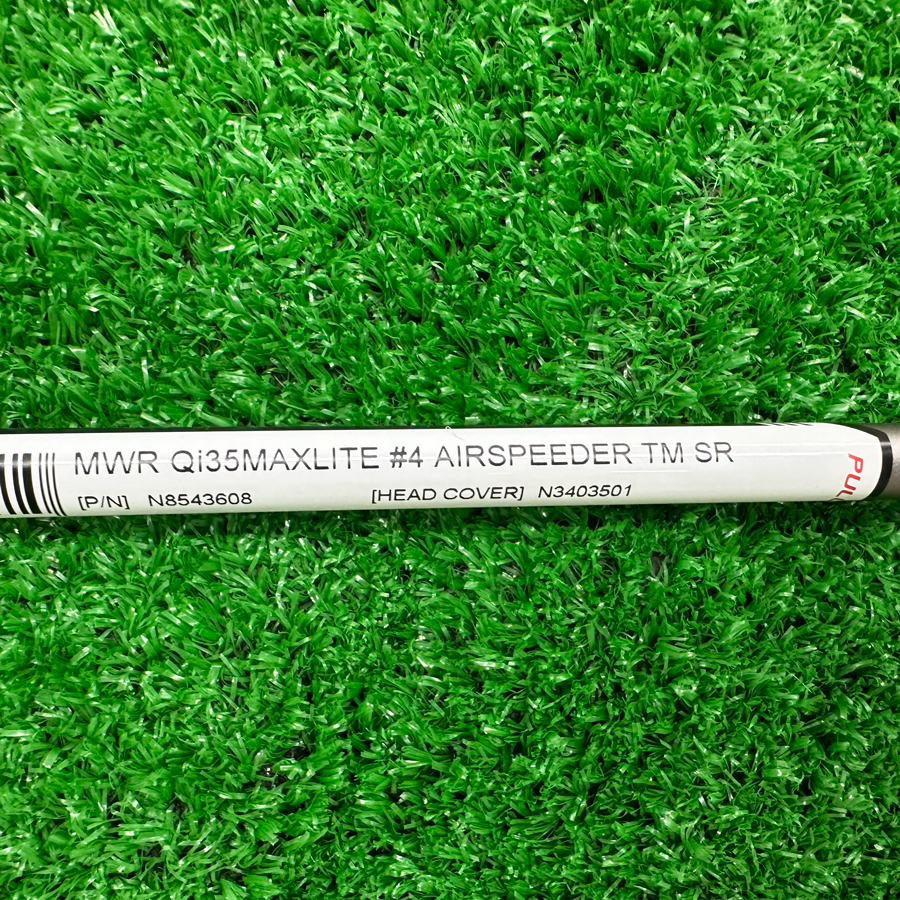 MWR Qi35MAXLITE #4 AIRSPEEDER TM SR
[P/N] N8543608 [HEAD COVER] N3403501